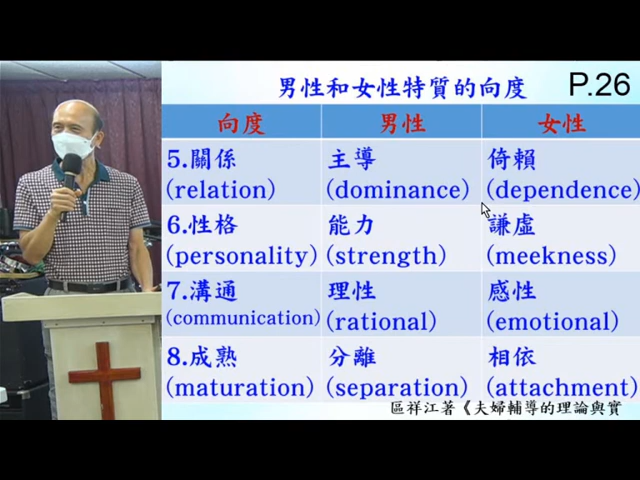 男性和女性特質的向度
P.26
向度 男性 女性
5.關係 主導 倚賴
(relation) (dominance) (dependence)
6.性格 能力 謙虛
(personality) (strength) (meekness)
7.溝通 理性 感性
(communication) (rational) (emotional)
8.成熟 分離 相依
(maturation) (separation) (attachment)
區祥江著《夫婦輔導的理論與實